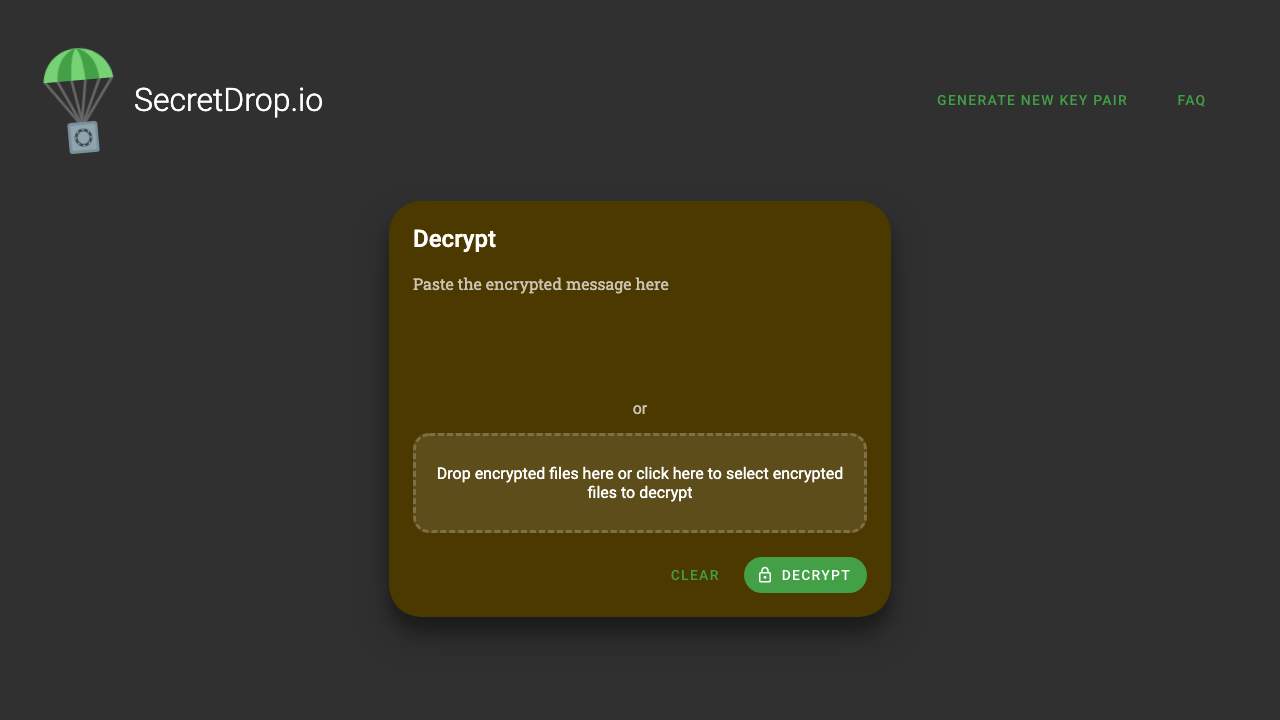 SecretDrop.io
GENERATE NEW KEY PAIR
FAQ
Decrypt
Paste the encrypted message here
or
Drop encrypted files here or click here to select encrypted
files to decrypt
CLEAR
DECRYPT